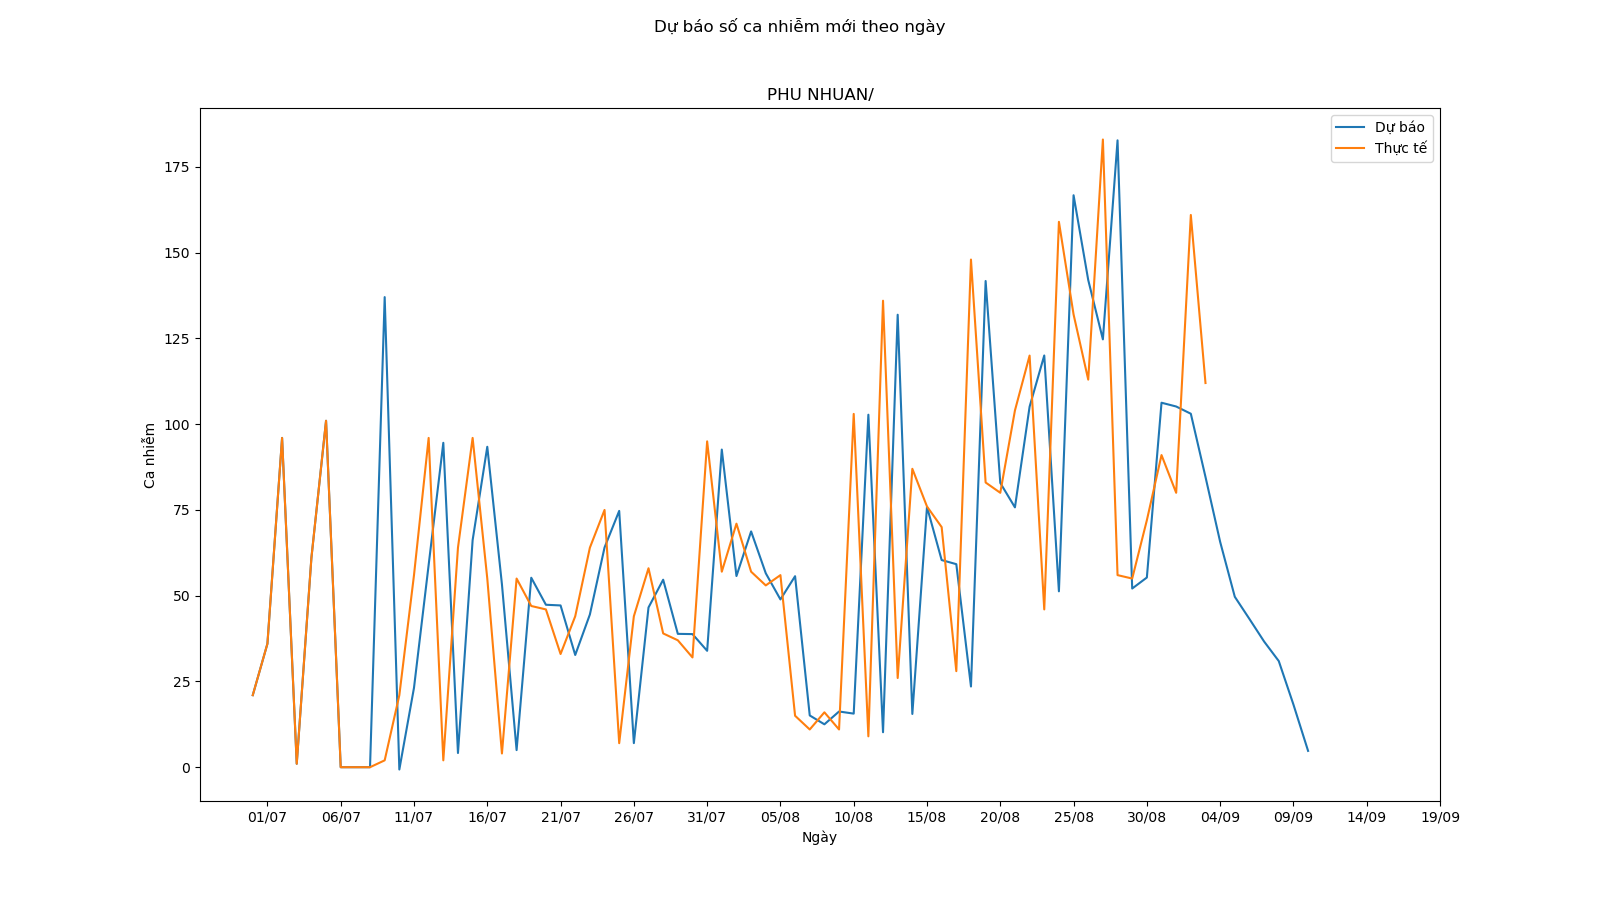 Dự báo số ca nhiễm mới theo ngày
PHU NHUAN/
Dự báo
Thực tế
175
150
125
100
75
50
25
0
Ca nhiễm
01/07 06/07 11/07 16/07 21/07 26/07 31/07 05/08 10/08 15/08 20/08 25/08 30/08 04/09 09/09 14/09 19/09
Ngày